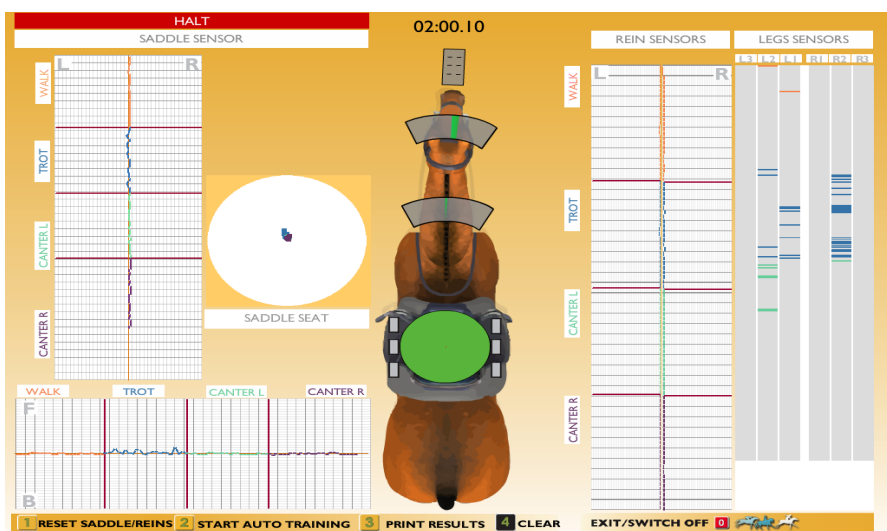 HALT
SADDLE SENSOR
02:00.10
REIN SENSORS
LEGS SENSORS
L3 L2 L1 R1 R2 R3
L R
WALK
TROT
CANTER L
CANTER R
SADDLE SEAT
L R
WALK
TROT
CANTER L
CANTER R
WALK TROT CANTER L CANTER R
F
B
1 RESET SADDLE/REINS 2 START AUTO TRAINING 3 PRINT RESULTS 4 CLEAR EXIT/SWITCH OFF 0